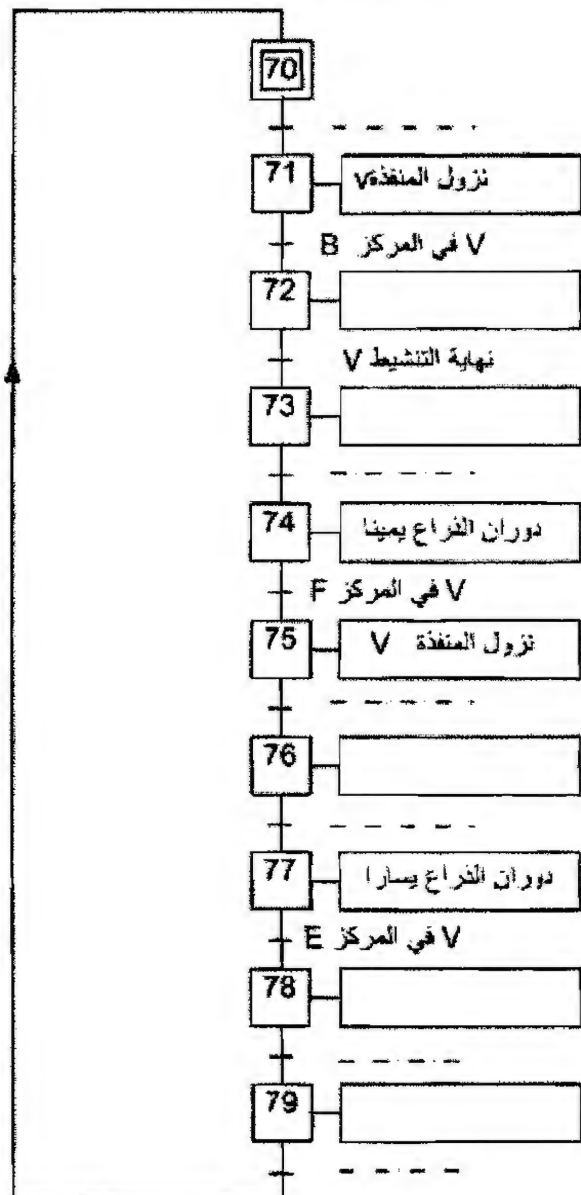 70
71 نزول المنفذةV
V في المركز B
72
نهاية التنشيط V
73
74 دوران الذراع يمينا
V في المركز F
75 نزول المنفذة V
76
77 دوران الذراع يسارا
V في المركز E
78
79